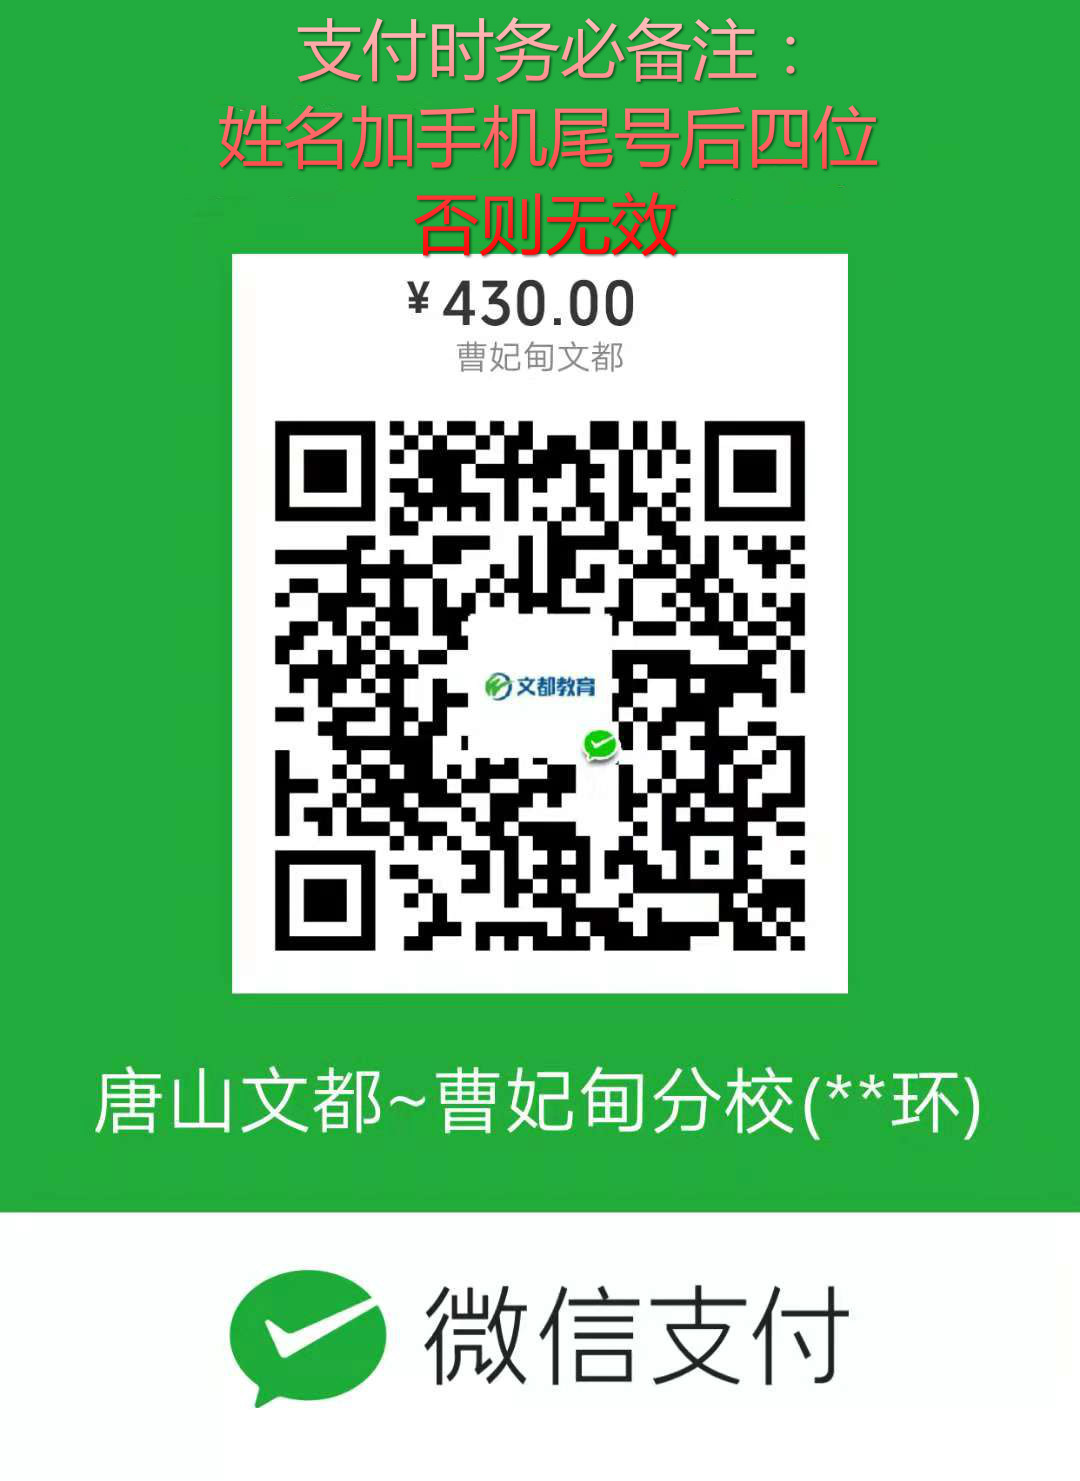 支付时务必备注：
姓名加手机尾号后四位
否则无效
¥430.00
曹妃甸文都
文都教育
唐山文都~曹妃甸分校(**环)
微信支付